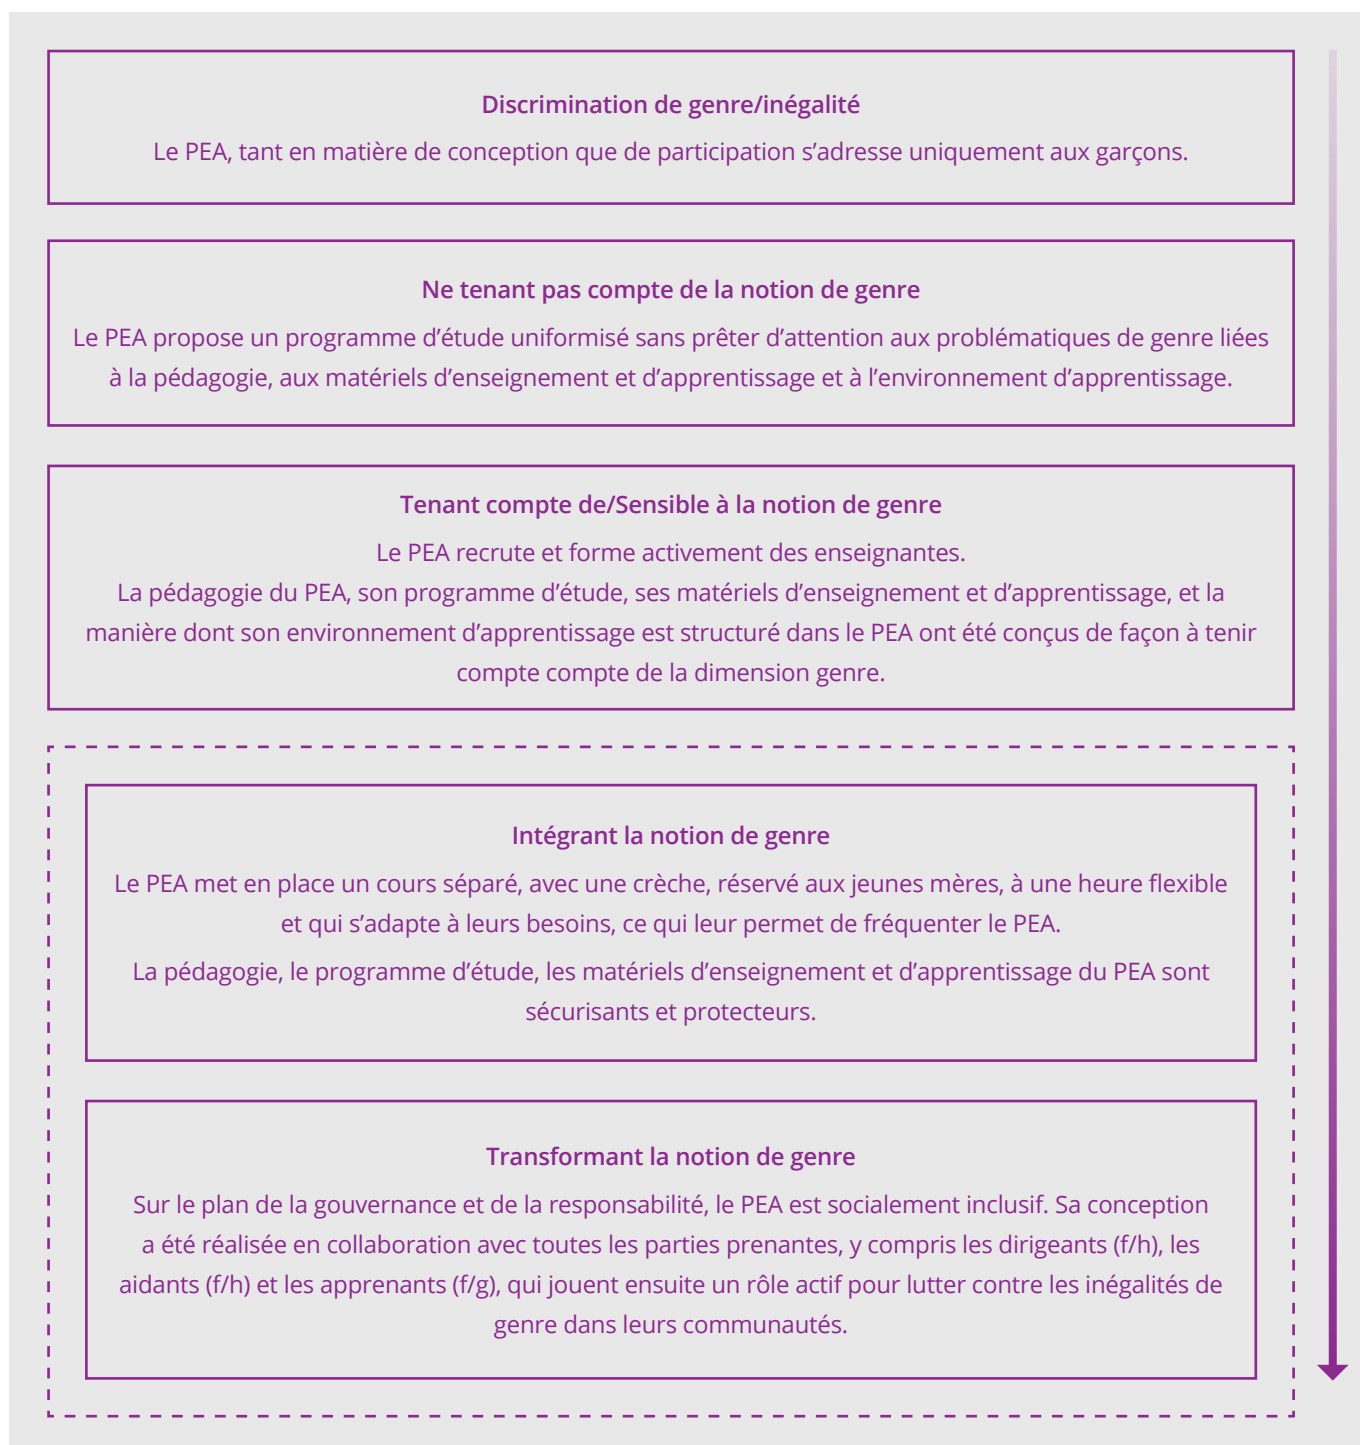 Discrimination de genre/inégalité
Le PEA, tant en matière de conception que de participation s’adresse uniquement aux garçons.
Ne tenant pas compte de la notion de genre
Le PEA propose un programme d’étude uniformisé sans prêter d’attention aux problématiques de genre liées
à la pédagogie, aux matériels d’enseignement et d’apprentissage et à l’environnement d’apprentissage.
Tenant compte de/Sensible à la notion de genre
Le PEA recrute et forme activement des enseignantes.
La pédagogie du PEA, son programme d’étude, ses matériels d’enseignement et d’apprentissage, et la
manière dont son environnement d’apprentissage est structuré dans le PEA ont été conçus de façon à tenir
compte compte de la dimension genre.
Intégrant la notion de genre
Le PEA met en place un cours séparé, avec une crèche, réservé aux jeunes mères, à une heure flexible
et qui s’adapte à leurs besoins, ce qui leur permet de fréquenter le PEA.
La pédagogie, le programme d’étude, les matériels d’enseignement et d’apprentissage du PEA sont
sécurisants et protecteurs.
Transformant la notion de genre
Sur le plan de la gouvernance et de la responsabilité, le PEA est socialement inclusif. Sa conception
a été réalisée en collaboration avec toutes les parties prenantes, y compris les dirigeants (f/h), les
aidants (f/h) et les apprenants (f/g), qui jouent ensuite un rôle actif pour lutter contre les inégalités de
genre dans leurs communautés.